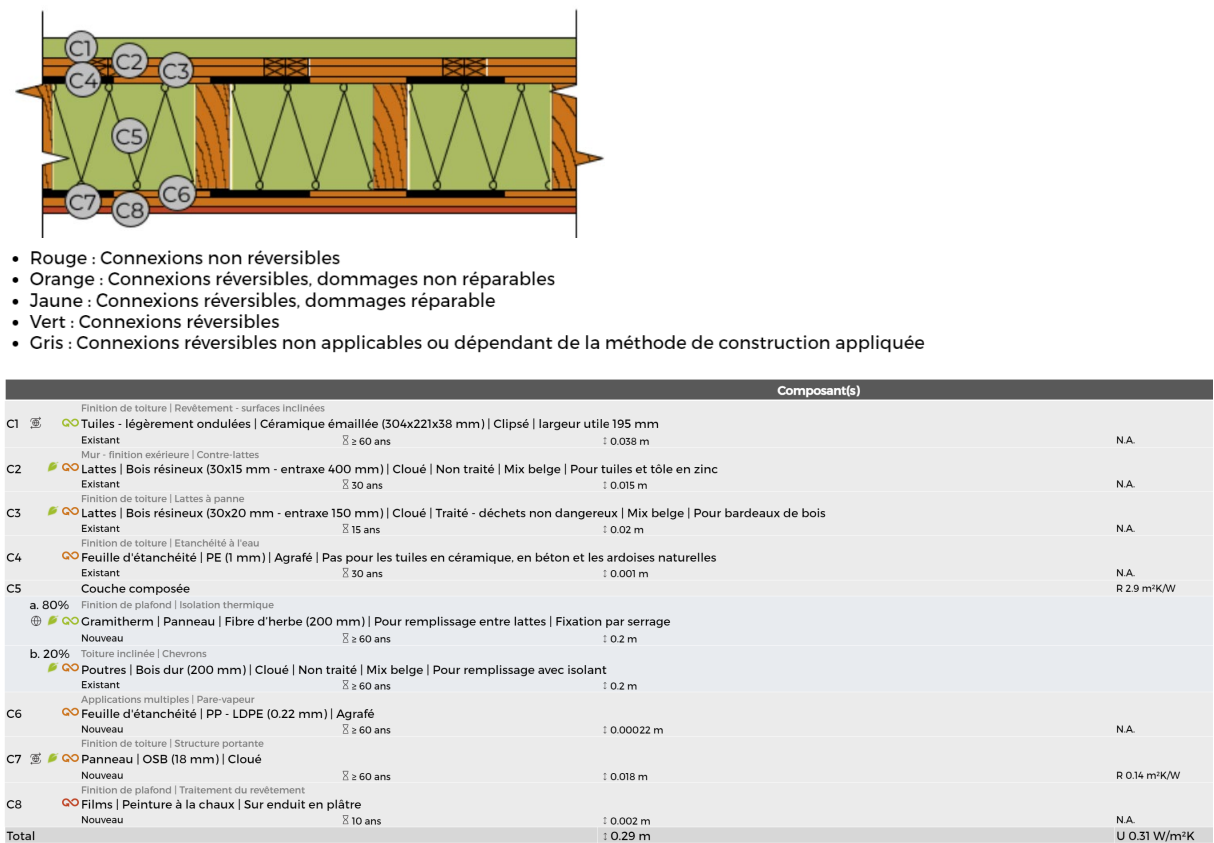 C1
C2
C3
C4
C5
C6
C7
C8
• Rouge : Connexions non réversibles
• Orange : Connexions réversibles, dommages non réparables
• Jaune : Connexions réversibles, dommages réparable
• Vert : Connexions réversibles
• Gris : Connexions réversibles non applicables ou dépendant de la méthode de construction appliquée
Composant(s)
Finition de toiture | Revêtement - surfaces inclinées
C1 Tuiles - légèrement ondulées | Céramique émaillée (304x221x38 mm) | Clipsé | largeur utile 195 mm
Existant ≥ 60 ans 0.038 m N.A.
Mur - finition exérieure | Contre-lattes
C2 Lattes | Bois résineux (30x15 mm - entraxe 400 mm) | Cloué | Non traité | Mix belge | Pour tuiles et tôle en zinc
Existant 30 ans 0.015 m N.A.
Finition de toiture | Lattes à panne
C3 Lattes | Bois résineux (30x20 mm - entraxe 150 mm) | Cloué | Traité - déchets non dangereux | Mix belge | Pour bardeaux de bois
Existant 15 ans 0.02 m N.A.
Finition de toiture | Etanchéité à l'eau
C4 Feuille d'étanchéité | PE (1 mm) | Agrafé | Pas pour les tuiles en céramique, en béton et les ardoises naturelles
Existant 30 ans 0.001 m N.A.
C5 Couche composée R 2.9 m²K/W
a. 80% Finition de plafond | Isolation thermique
Gramitherm | Panneau | Fibre d'herbe (200 mm) | Pour remplissage entre lattes | Fixation par serrage
Nouveau ≥ 60 ans 0.2 m
b. 20% Toiture inclinée | Chevrons
Poutres | Bois dur (200 mm) | Cloué | Non traité | Mix belge | Pour remplissage avec isolant
Existant ≥ 60 ans 0.2 m
Applications multiples | Pare-vapeur
C6 Feuille d'étanchéité | PP - LDPE (0.22 mm) | Agrafé
Nouveau ≥ 60 ans 0.00022 m N.A.
Finition de toiture | Structure portante
C7 Panneau | OSB (18 mm) | Cloué
Nouveau ≥ 60 ans 0.018 m R 0.14 m²K/W
Finition de plafond | Traitement du revêtement
C8 Films | Peinture à la chaux | Sur enduit en plâtre
Nouveau 10 ans 0.002 m N.A.
Total 0.29 m U 0.31 W/m²K